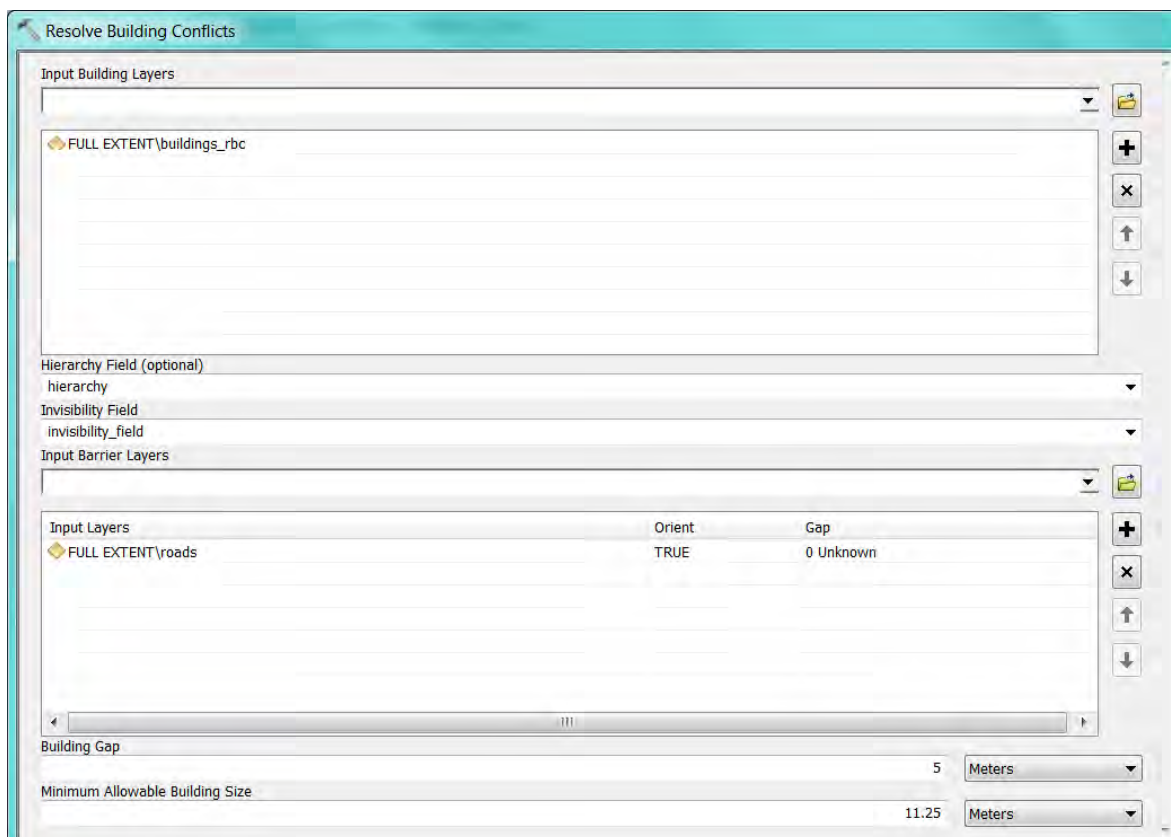 Resolve Building Conflicts
Input Building Layers
FULL EXTENT\buildings_rbc
Hierarchy Field (optional)
hierarchy
Invisibility Field
invisibility_field
Input Barrier Layers
Input Layers Orient Gap
FULL EXTENT\roads TRUE 0 Unknown
Building Gap
5 Meters
Minimum Allowable Building Size
11.25 Meters